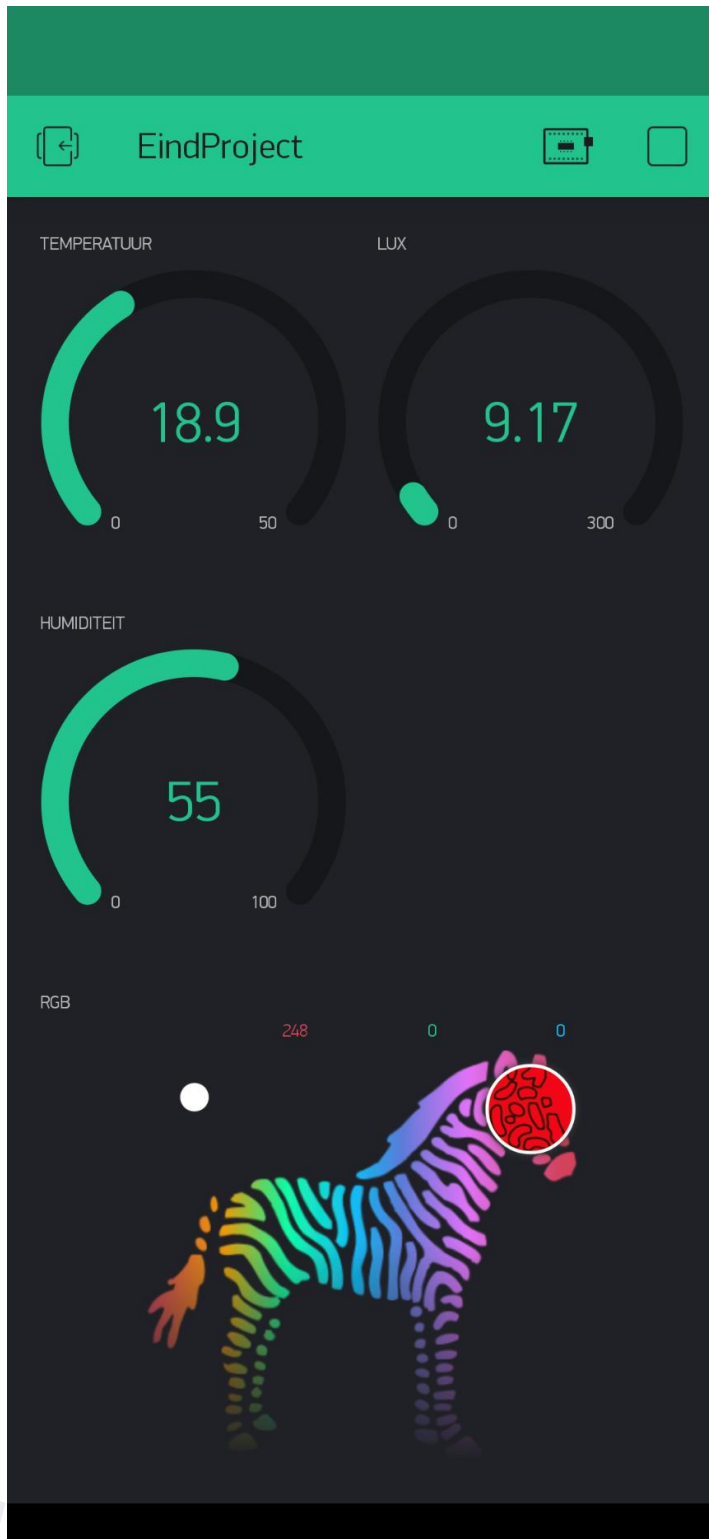 EindProject
TEMPERATUUR
LUX
18.9
9.17
0
50
0
300
HUMIDITEIT
55
0
100
RGB
248
0
0